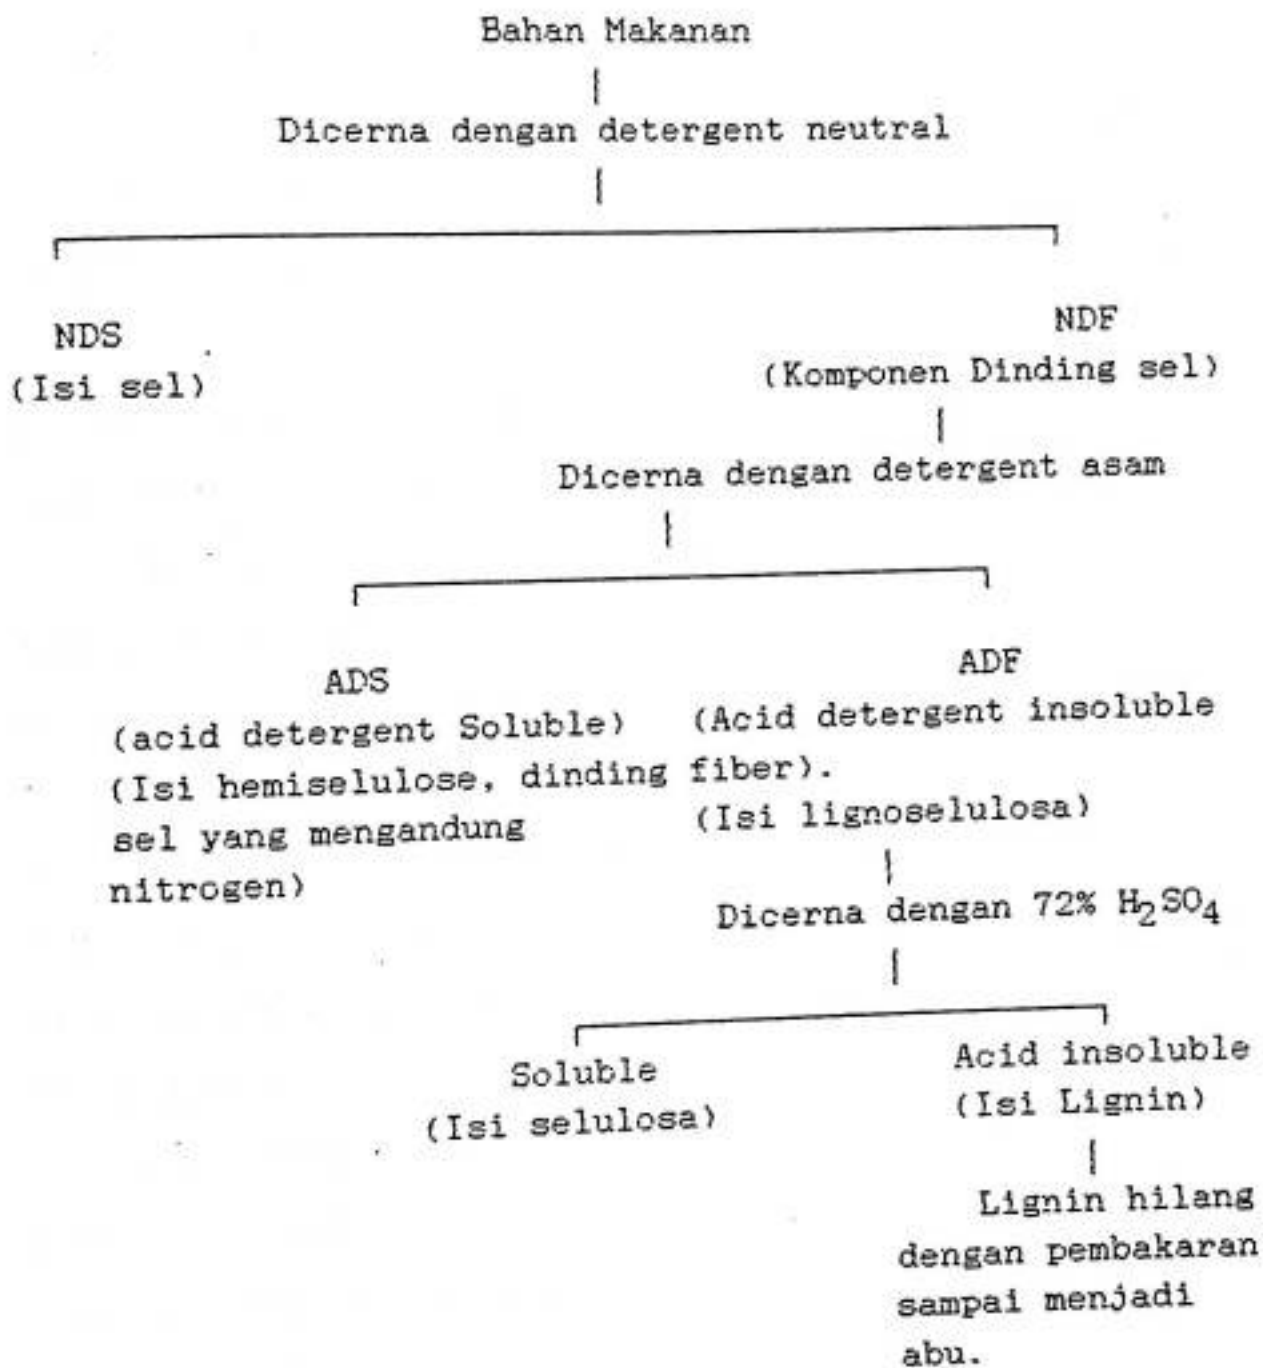 Bahan Makanan
Dicerna dengan detergent neutral
NDS
(Isi sel)
NDF
(Komponen Dinding sel)
Dicerna dengan detergent asam
ADS
(acid detergent Soluble)
(Isi hemiselulose, dinding
sel yang mengandung
nitrogen)
ADF
(Acid detergent insoluble
fiber).
(Isi lignoselulosa)
Dicerna dengan 72% H₂SO₄
Soluble
(Isi selulosa)
Acid insoluble
(Isi Lignin)
Lignin hilang
dengan pembakaran
sampai menjadi
abu.